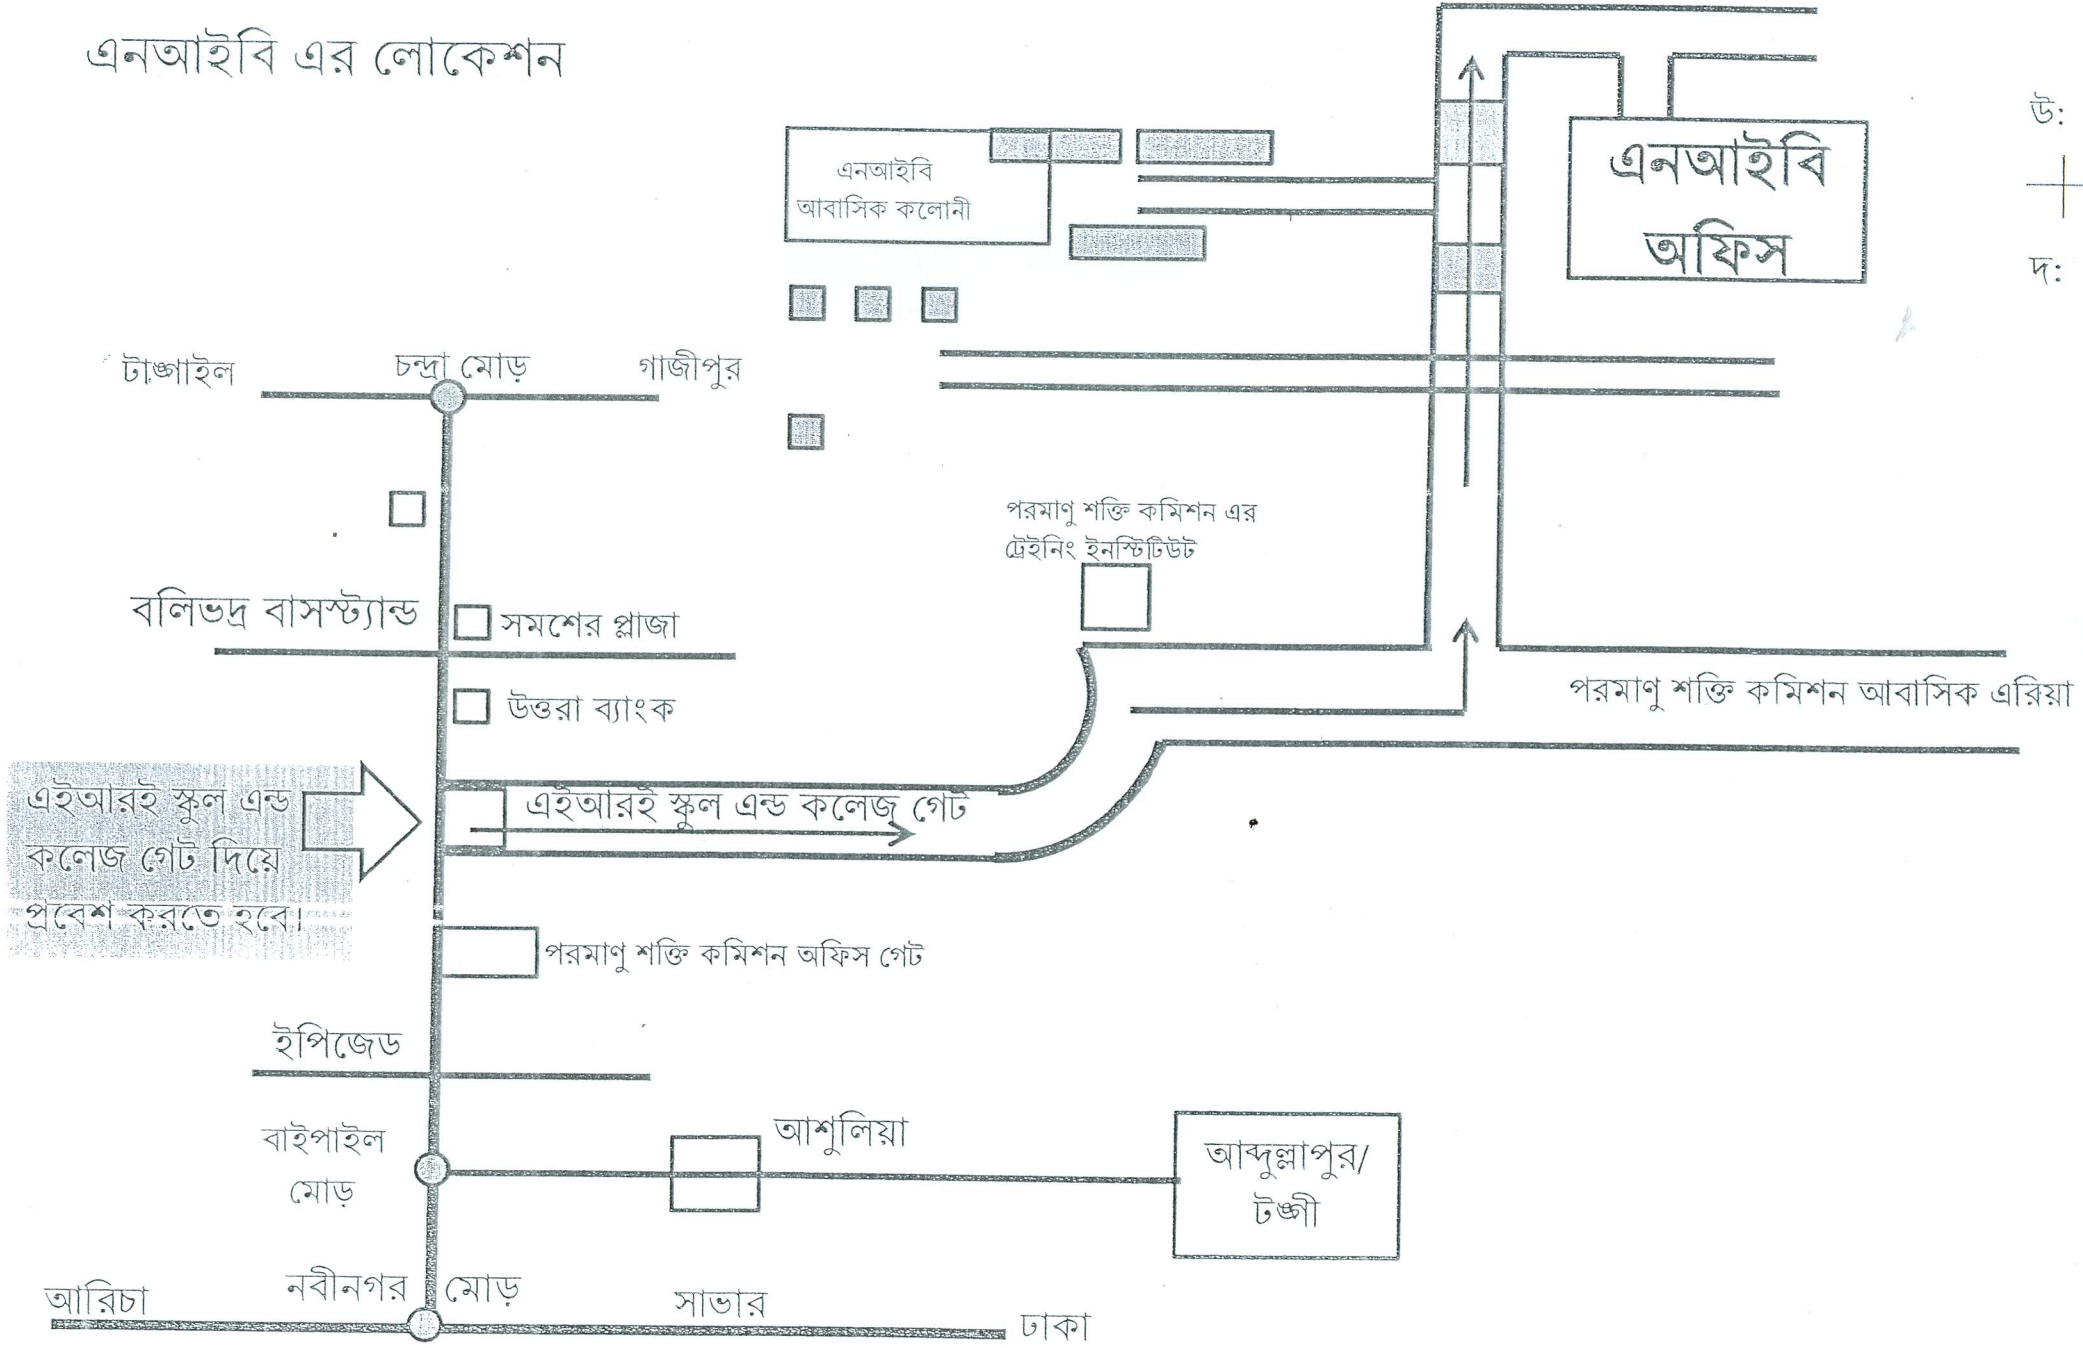 এনআইবি এর লোকেশন
উ:
এনআইবি
অফিস
দ:
এনআইবি
আবাসিক কলোনী
টাঙ্গাইল
চন্দ্রা মোড়
গাজীপুর
পরমাণু শক্তি কমিশন এর
ট্রেইনিং ইনস্টিটিউট
বলিভদ্র বাসস্ট্যান্ড
সমশের প্লাজা
উত্তরা ব্যাংক
পরমাণু শক্তি কমিশন আবাসিক এরিয়া
এইআরই স্কুল এন্ড
কলেজ গেট দিয়ে
প্রবেশ করতে হবে।
এইআরই স্কুল এন্ড কলেজ গেট
পরমাণু শক্তি কমিশন অফিস গেট
ইপিজেড
বাইপাইল
মোড়
আশুলিয়া
আব্দুল্লাপুর/
টঙ্গী
আরিচা
নবীনগর মোড়
সাভার
ঢাকা